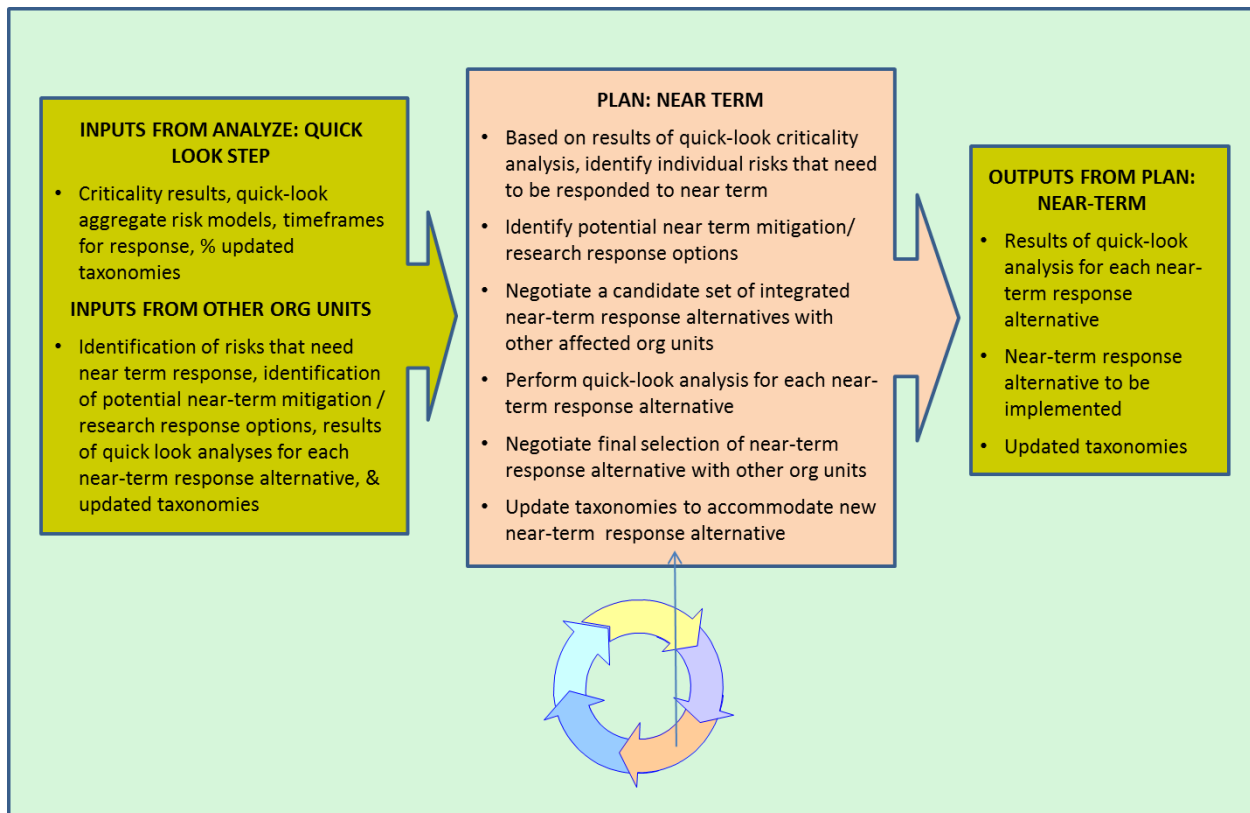 INPUTS FROM ANALYZE: QUICK
LOOK STEP
• Criticality results, quick-look
aggregate risk models, timeframes
for response, % updated
taxonomies
INPUTS FROM OTHER ORG UNITS
• Identification of risks that need
near term response, identification
of potential near-term mitigation /
research response options, results
of quick look analyses for each
near-term response alternative, &
updated taxonomies
PLAN: NEAR TERM
• Based on results of quick-look criticality
analysis, identify individual risks that need
to be responded to near term
• Identify potential near term mitigation/
research response options
• Negotiate a candidate set of integrated
near-term response alternatives with
other affected org units
• Perform quick-look analysis for each near-
term response alternative
• Negotiate final selection of near-term
response alternative with other org units
• Update taxonomies to accommodate new
near-term response alternative
OUTPUTS FROM PLAN:
NEAR-TERM
• Results of quick-look
analysis for each near-
term response
alternative
• Near-term response
alternative to be
implemented
• Updated taxonomies